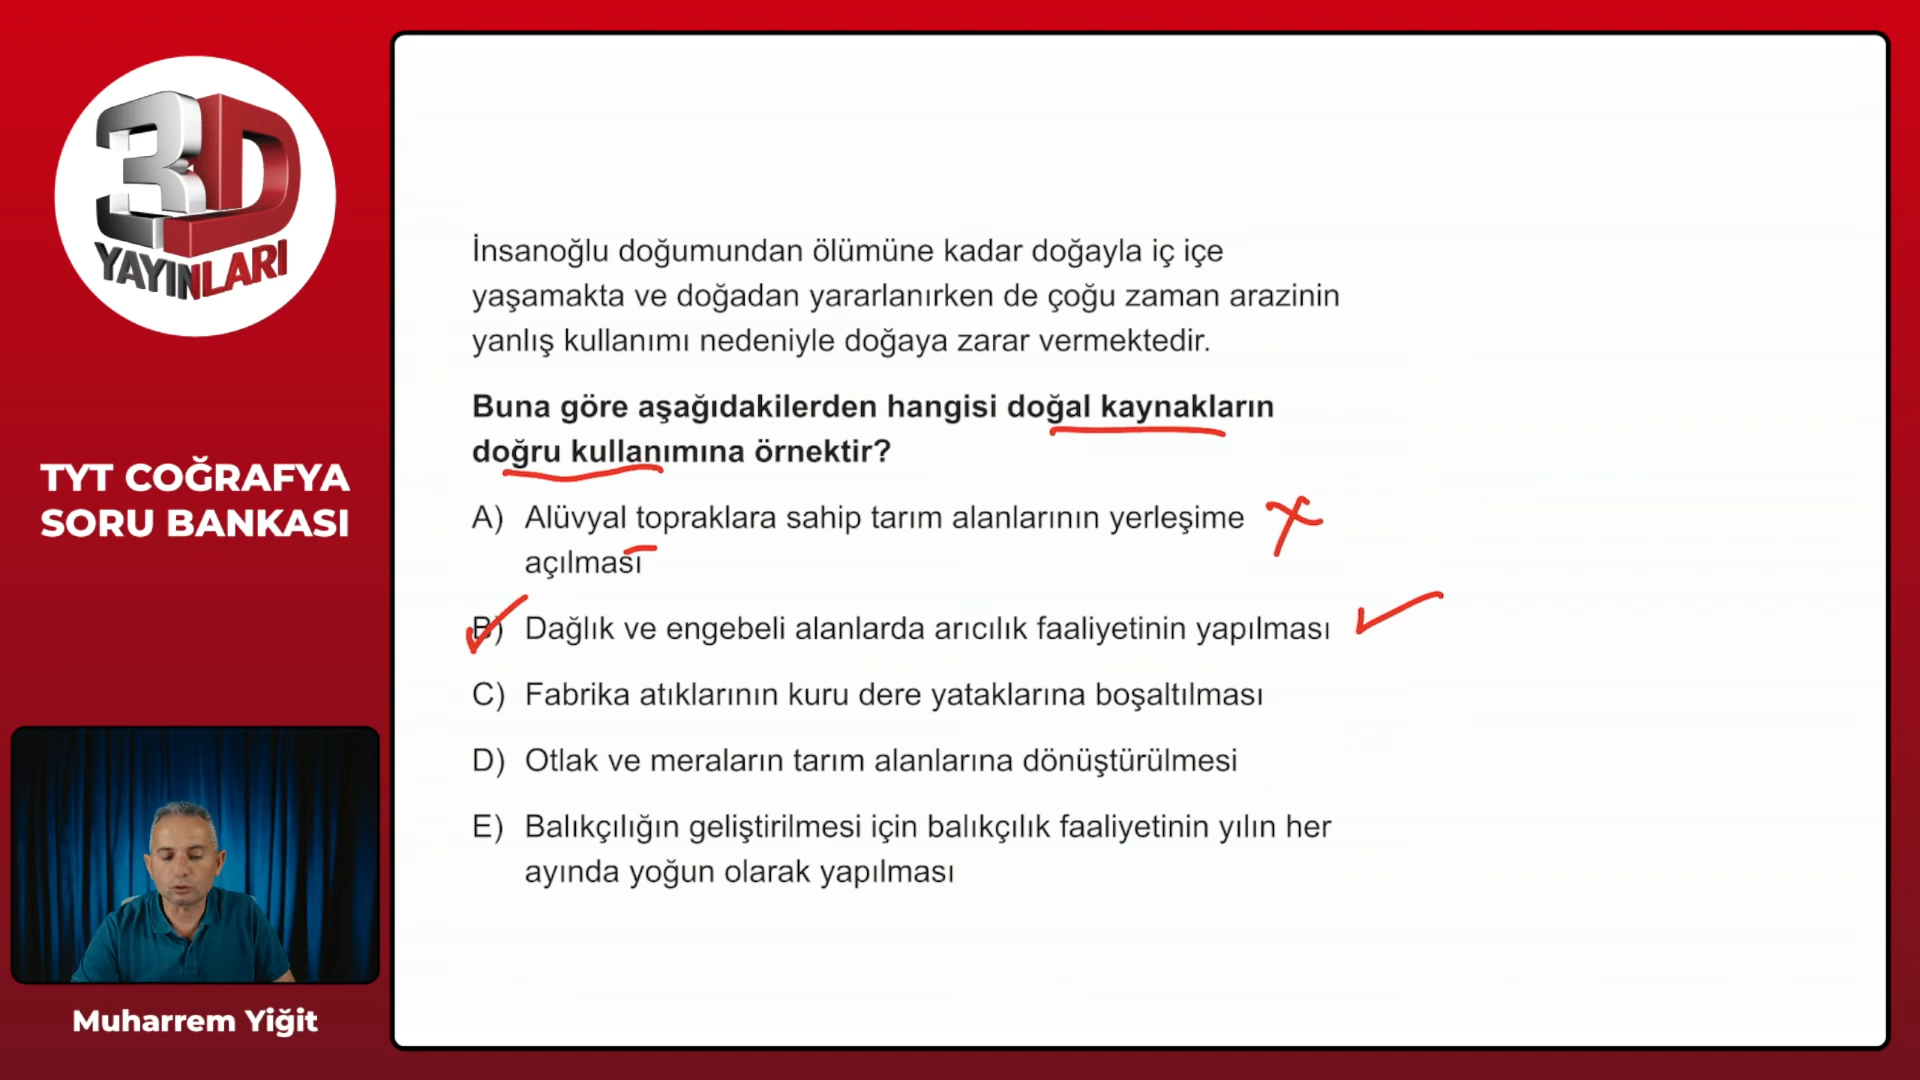 3D
YAYINLARI
TYT COĞRAFYA
SORU BANKASI
Muharrem Yiğit
İnsanoğlu doğumundan ölümüne kadar doğayla iç içe
yaşamakta ve doğadan yararlanırken de çoğu zaman arazinin
yanlış kullanımı nedeniyle doğaya zarar vermektedir.
Buna göre aşağıdakilerden hangisi doğal kaynakların
doğru kullanımına örnektir?
A) Alüvyal topraklara sahip tarım alanlarının yerleşime
açılması
B) Dağlık ve engebeli alanlarda arıcılık faaliyetinin yapılması
C) Fabrika atıklarının kuru dere yataklarına boşaltılması
D) Otlak ve meraların tarım alanlarına dönüştürülmesi
E) Balıkçılığın geliştirilmesi için balıkçılık faaliyetinin yılın her
ayında yoğun olarak yapılması